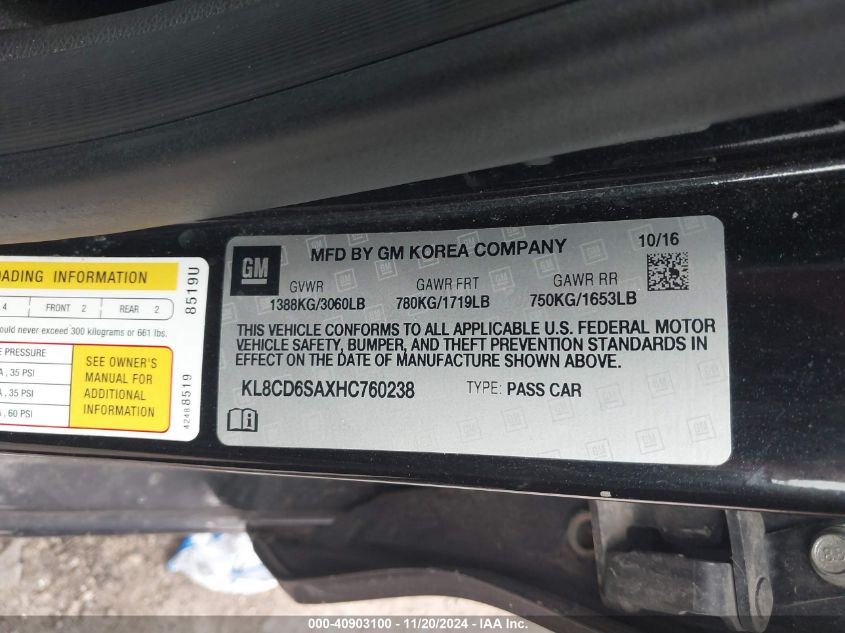 OADING INFORMATION
4 FRONT 2 REAR 2
ould never exceed 300 kilograms or 661 lbs.
E PRESSURE
A , 35 PSI
, 35 PSI
, 60 PSI
SEE OWNER'S
MANUAL FOR
ADDITIONAL
INFORMATION
8519U
42488519
GM
MFD BY GM KOREA COMPANY
10/16
GVWR GAWR FRT GAWR RR
1388KG/3060LB 780KG/1719LB 750KG/1653LB
THIS VEHICLE CONFORMS TO ALL APPLICABLE U.S. FEDERAL MOTOR
VEHICLE SAFETY, BUMPER, AND THEFT PREVENTION STANDARDS IN
EFFECT ON THE DATE OF MANUFACTURE SHOWN ABOVE.
KL8CD6SAXHC760238 TYPE: PASS CAR
8.8
000-40903100 - 11/20/2024 - IAA Inc.